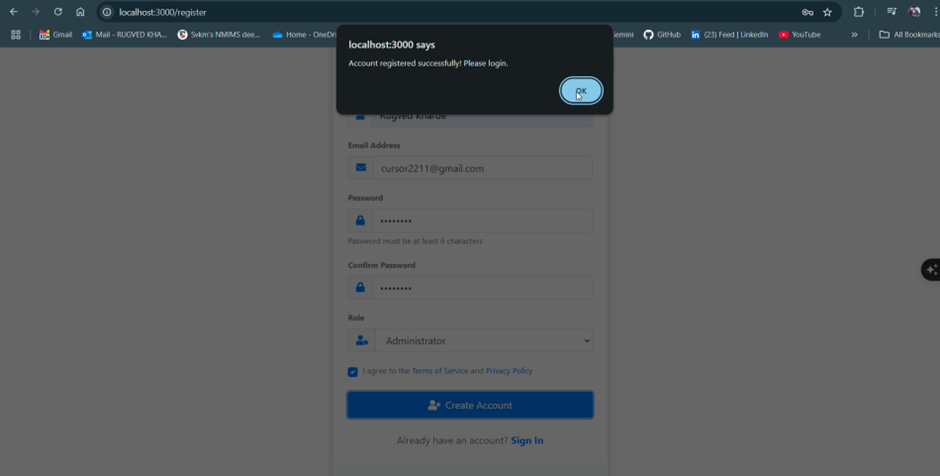 localhost:3000/register
Gmail
Mail - RUGVED KHA...
Svkm's NMIMS dee...
Home - OneDri
emini
GitHub
in (23) Feed | LinkedIn
YouTube
»
All Bookmarks
localhost:3000 says
Account registered successfully! Please login.
OK
Rugved Kharde
Email Address
cursor2211@gmail.com
Password
••••••••
Password must be at least 6 characters
Confirm Password
••••••••
Role
Administrator
I agree to the Terms of Service and Privacy Policy
Create Account
Already have an account? Sign In